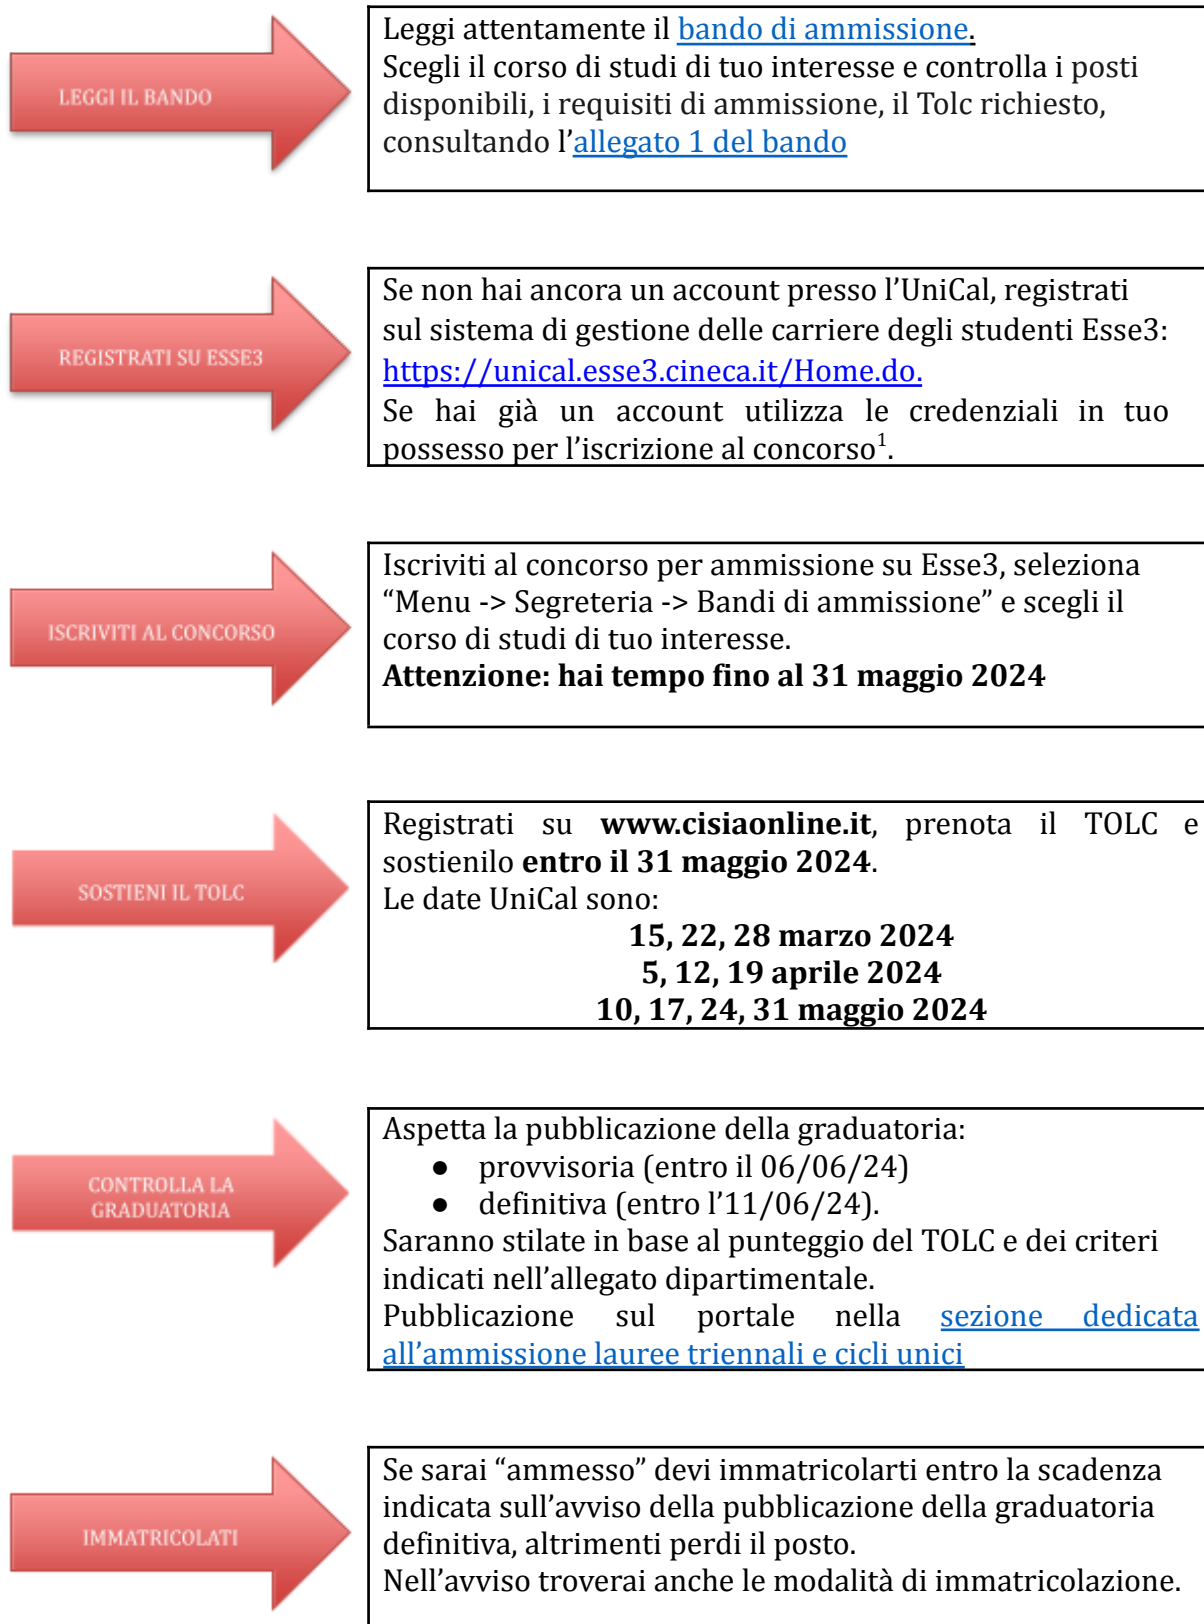 LEGGI IL BANDO
Leggi attentamente il bando di ammissione.
Scegli il corso di studi di tuo interesse e controlla i posti
disponibili, i requisiti di ammissione, il Tolc richiesto,
consultando l’allegato 1 del bando
REGISTRATI SU ESSE3
Se non hai ancora un account presso l’UniCal, registrati
sul sistema di gestione delle carriere degli studenti Esse3:
https://unical.esse3.cineca.it/Home.do.
Se hai già un account utilizza le credenziali in tuo
possesso per l’iscrizione al concorso¹.
ISCRIVITI AL CONCORSO
Iscriviti al concorso per ammissione su Esse3, seleziona
“Menu -> Segreteria -> Bandi di ammissione” e scegli il
corso di studi di tuo interesse.
Attenzione: hai tempo fino al 31 maggio 2024
SOSTIENI IL TOLC
Registrati su www.cisiaonline.it, prenota il TOLC e
sostienilo entro il 31 maggio 2024.
Le date UniCal sono:
15, 22, 28 marzo 2024
5, 12, 19 aprile 2024
10, 17, 24, 31 maggio 2024
CONTROLLA LA
GRADUATORIA
Aspetta la pubblicazione della graduatoria:
● provvisoria (entro il 06/06/24)
● definitiva (entro l’11/06/24).
Saranno stilate in base al punteggio del TOLC e dei criteri
indicati nell’allegato dipartimentale.
Pubblicazione sul portale nella sezione dedicata
all’ammissione lauree triennali e cicli unici
IMMATRICOLATI
Se sarai “ammesso” devi immatricolarti entro la scadenza
indicata sull’avviso della pubblicazione della graduatoria
definitiva, altrimenti perdi il posto.
Nell’avviso troverai anche le modalità di immatricolazione.